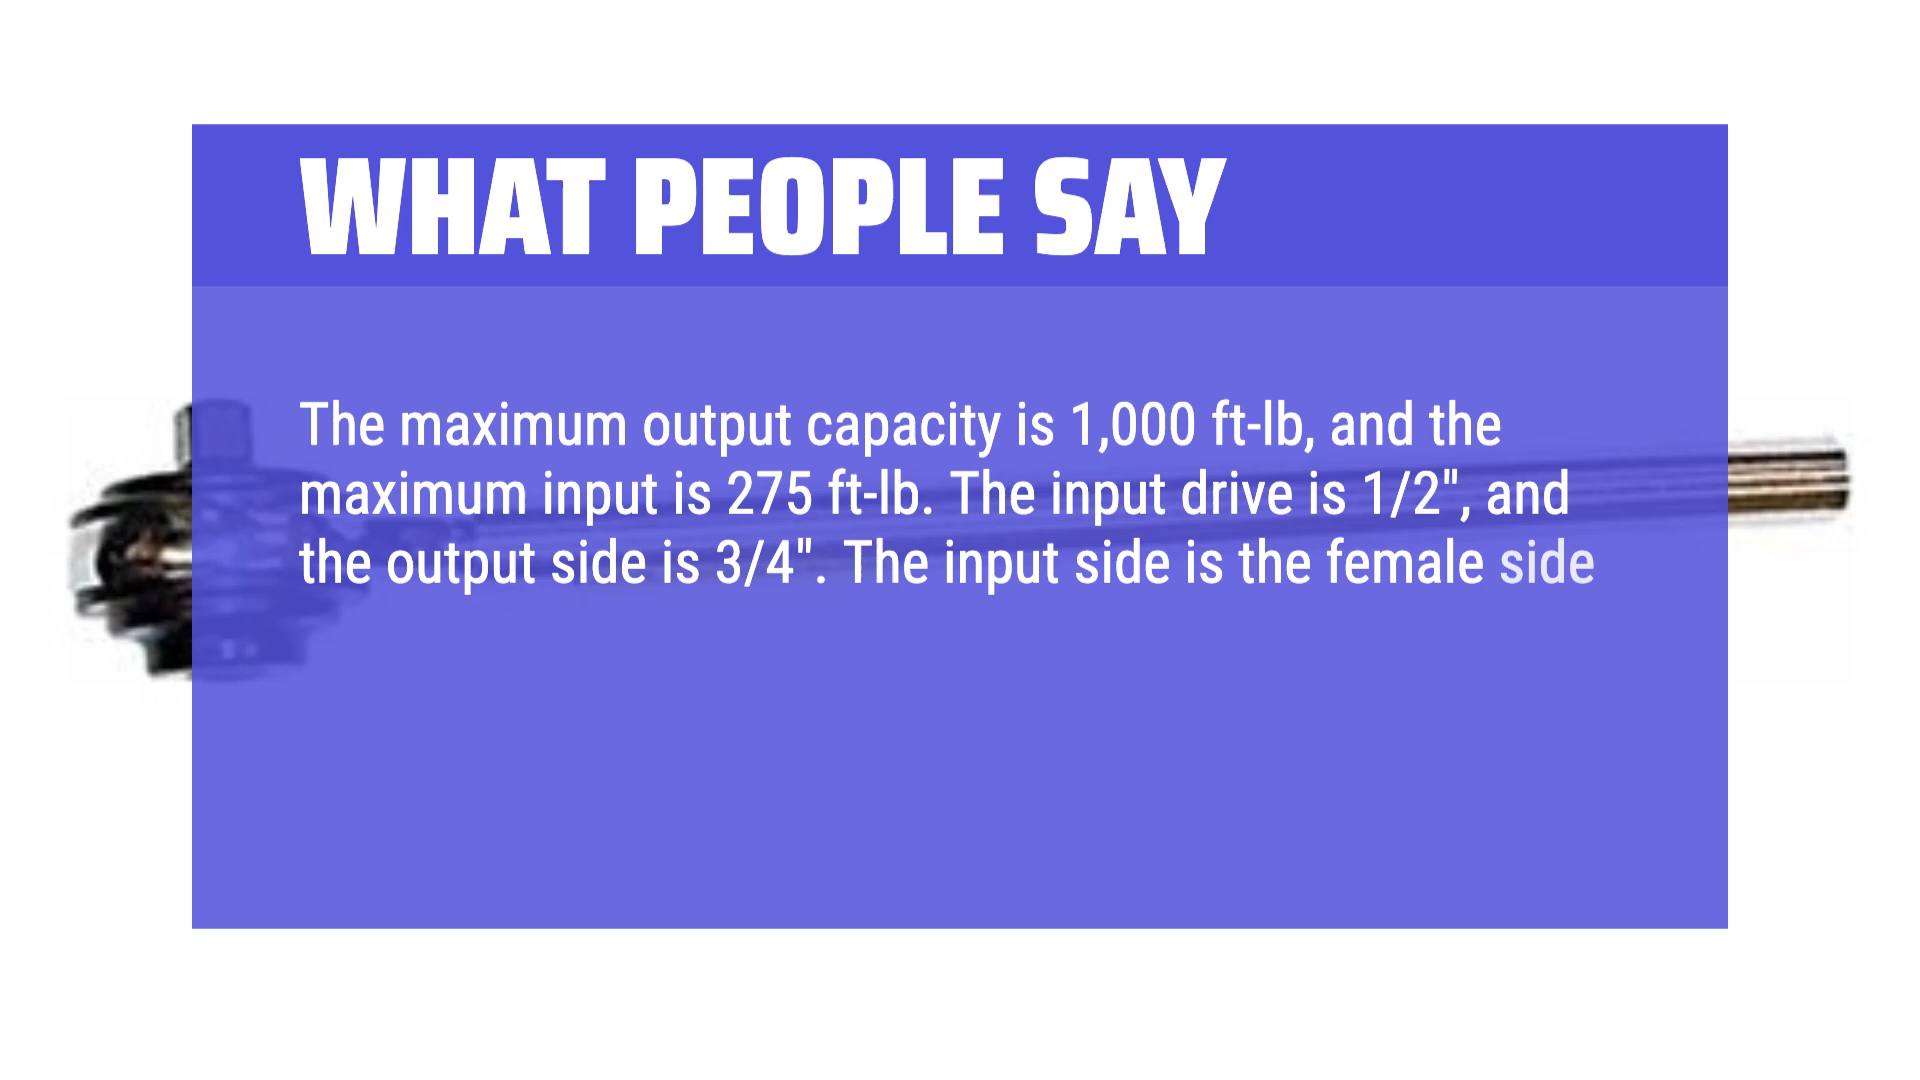 WHAT PEOPLE SAY
The maximum output capacity is 1,000 ft-lb, and the
maximum input is 275 ft-lb. The input drive is 1/2", and
the output side is 3/4". The input side is the female side